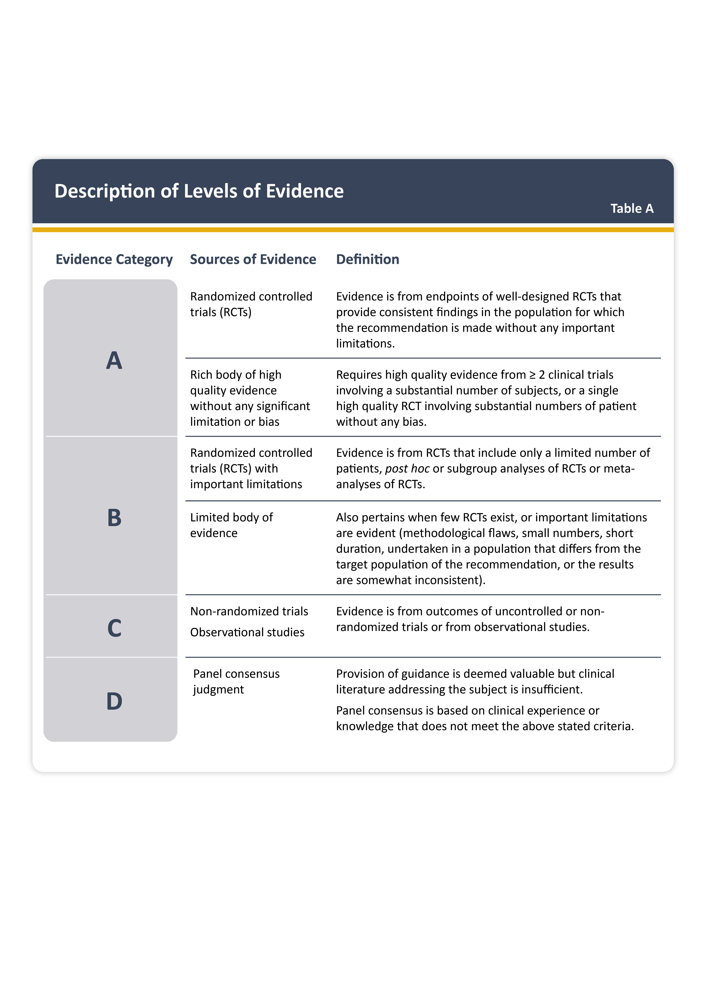 Description of Levels of Evidence
Table A
Evidence Category
Sources of Evidence
Definition
A
Randomized controlled
trials (RCTs)
Evidence is from endpoints of well-designed RCTs that
provide consistent findings in the population for which
the recommendation is made without any important
limitations.
Rich body of high
quality evidence
without any significant
limitation or bias
Requires high quality evidence from ≥ 2 clinical trials
involving a substantial number of subjects, or a single
high quality RCT involving substantial numbers of patient
without any bias.
B
Randomized controlled
trials (RCTs) with
important limitations
Evidence is from RCTs that include only a limited number of
patients, post hoc or subgroup analyses of RCTs or meta-
analyses of RCTs.
Limited body of
evidence
Also pertains when few RCTs exist, or important limitations
are evident (methodological flaws, small numbers, short
duration, undertaken in a population that differs from the
target population of the recommendation, or the results
are somewhat inconsistent).
C
Non-randomized trials
Observational studies
Evidence is from outcomes of uncontrolled or non-
randomized trials or from observational studies.
D
Panel consensus
judgment
Provision of guidance is deemed valuable but clinical
literature addressing the subject is insufficient.
Panel consensus is based on clinical experience or
knowledge that does not meet the above stated criteria.